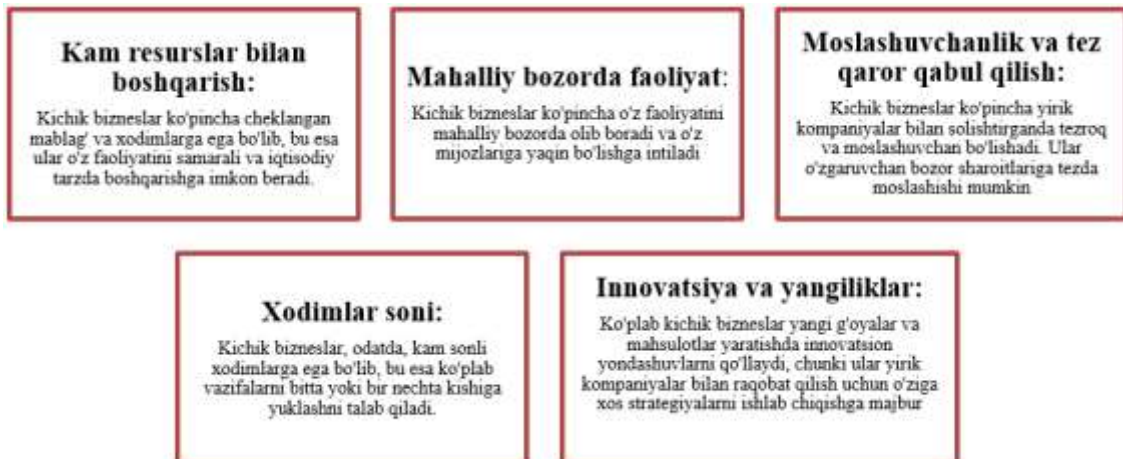 Kam resurslar bilan
boshqarish:
Kichik bizneslar ko'pincha cheklangan
mablag' va xodimlarga ega bo'lib, bu esa
ular o'z faoliyatini samarali va iqtisodiy
tarzda boshqarishga imkon beradi.
Mahalliy bozorda faoliyat:
Kichik bizneslar ko'pincha o'z faoliyatini
mahalliy bozorda olib boradi va o'z
mijozlariga yaqin bo'lishga intiladi
Moslashuvchanlik va tez
qaror qabul qilish:
Kichik bizneslar ko'pincha yirik
kompaniyalar bilan solishtirganda tezroq
va moslashuvchan bo'lishadi. Ular
o'zgaruvchan bozor sharoitlariga tezda
moslashishi mumkin
Xodimlar soni:
Kichik bizneslar, odatda, kam sonli
xodimlarga ega bo'lib, bu esa ko'plab
vazifalarni bitta yoki bir nechta kishiga
yuklashni talab qiladi.
Innovatsiya va yangiliklar:
Ko'plab kichik bizneslar yangi g'oyalar va
mahsulotlar yaratishda innovatsion
yondashuvlarni qo'llaydi, chunki ular yirik
kompaniyalar bilan raqobat qilish uchun o'ziga
xos strategiyalarni ishlab chiqishga majbur